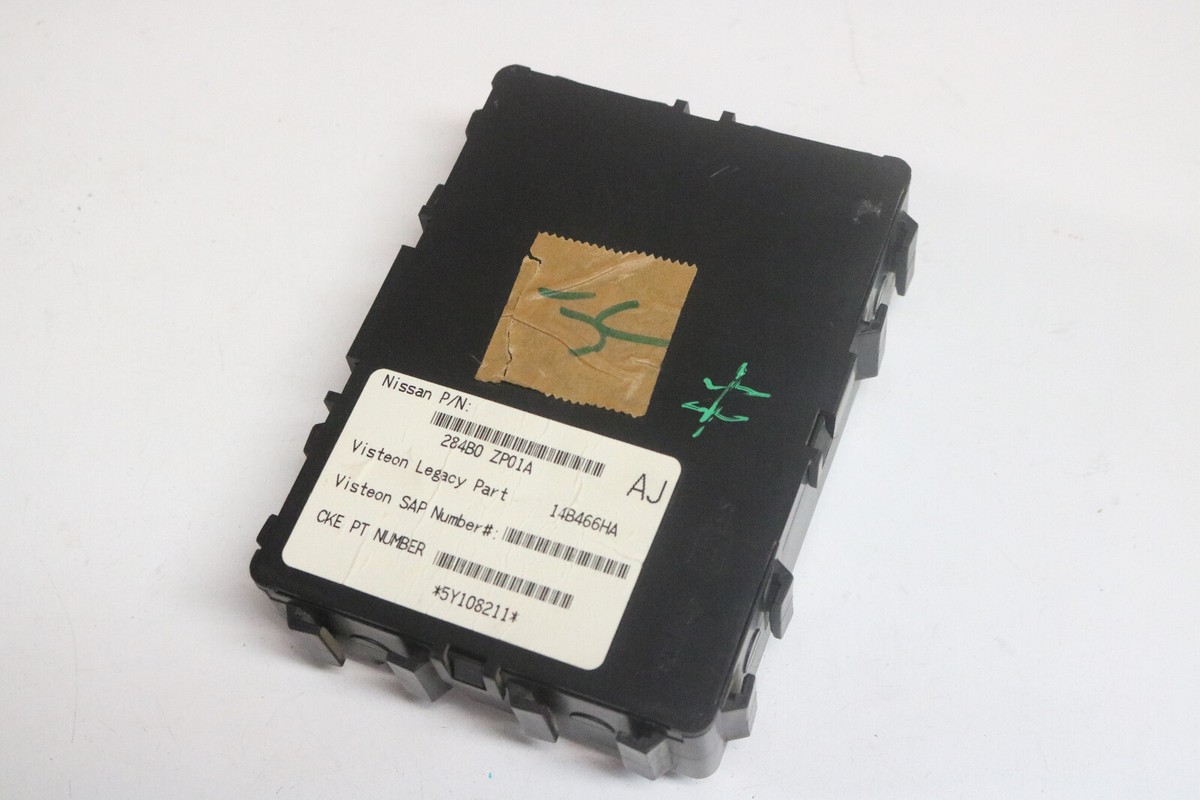 Nissan P/N:
284B0 ZP01A
AJ
Visteon Legacy Part 14B466HA
Visteon SAP Number#:
CKE PT NUMBER
*5Y108211*